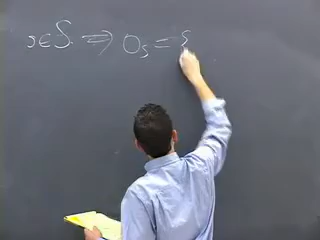 s ∈ S. ⇒ O_s = {